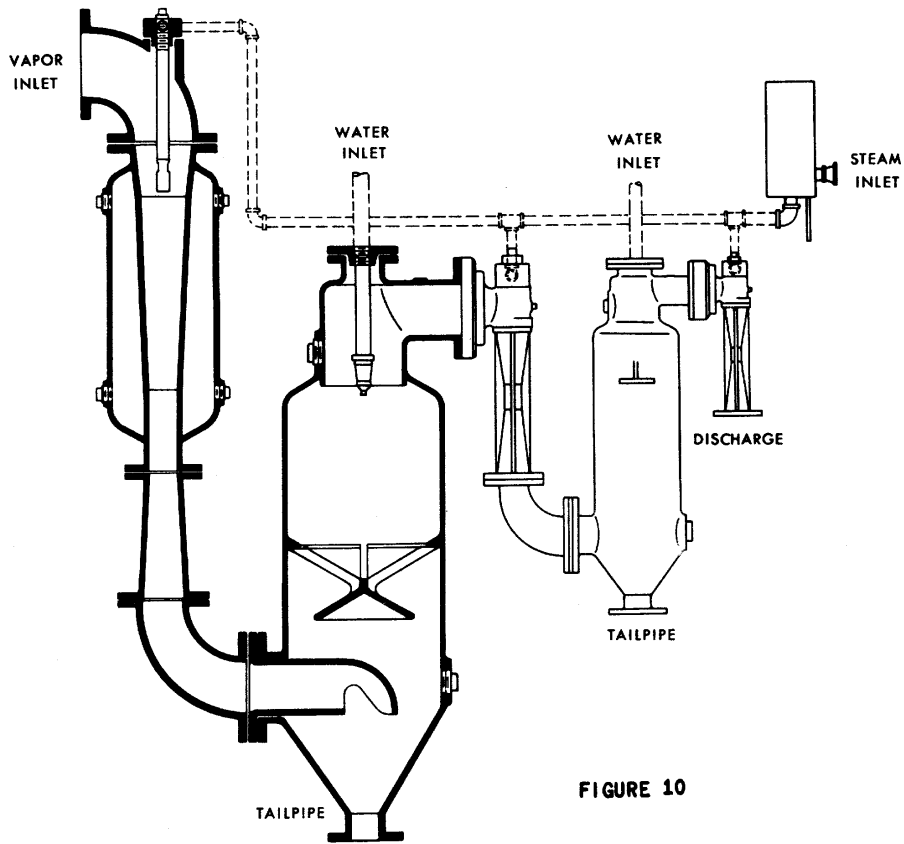 VAPOR
INLET
WATER
INLET
WATER
INLET
STEAM
INLET
DISCHARGE
TAILPIPE
FIGURE 10
TAILPIPE